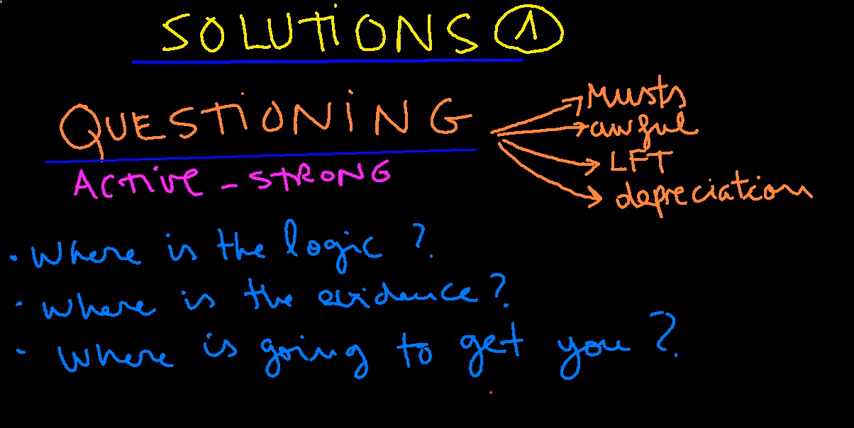 SOLUTIONS 1
QUESTIONING
Musts
awful
LFT
depreciation
ACTIVE - STRONG
• Where is the logic ?
• Where is the evidence ?
• Where is going to get you ?